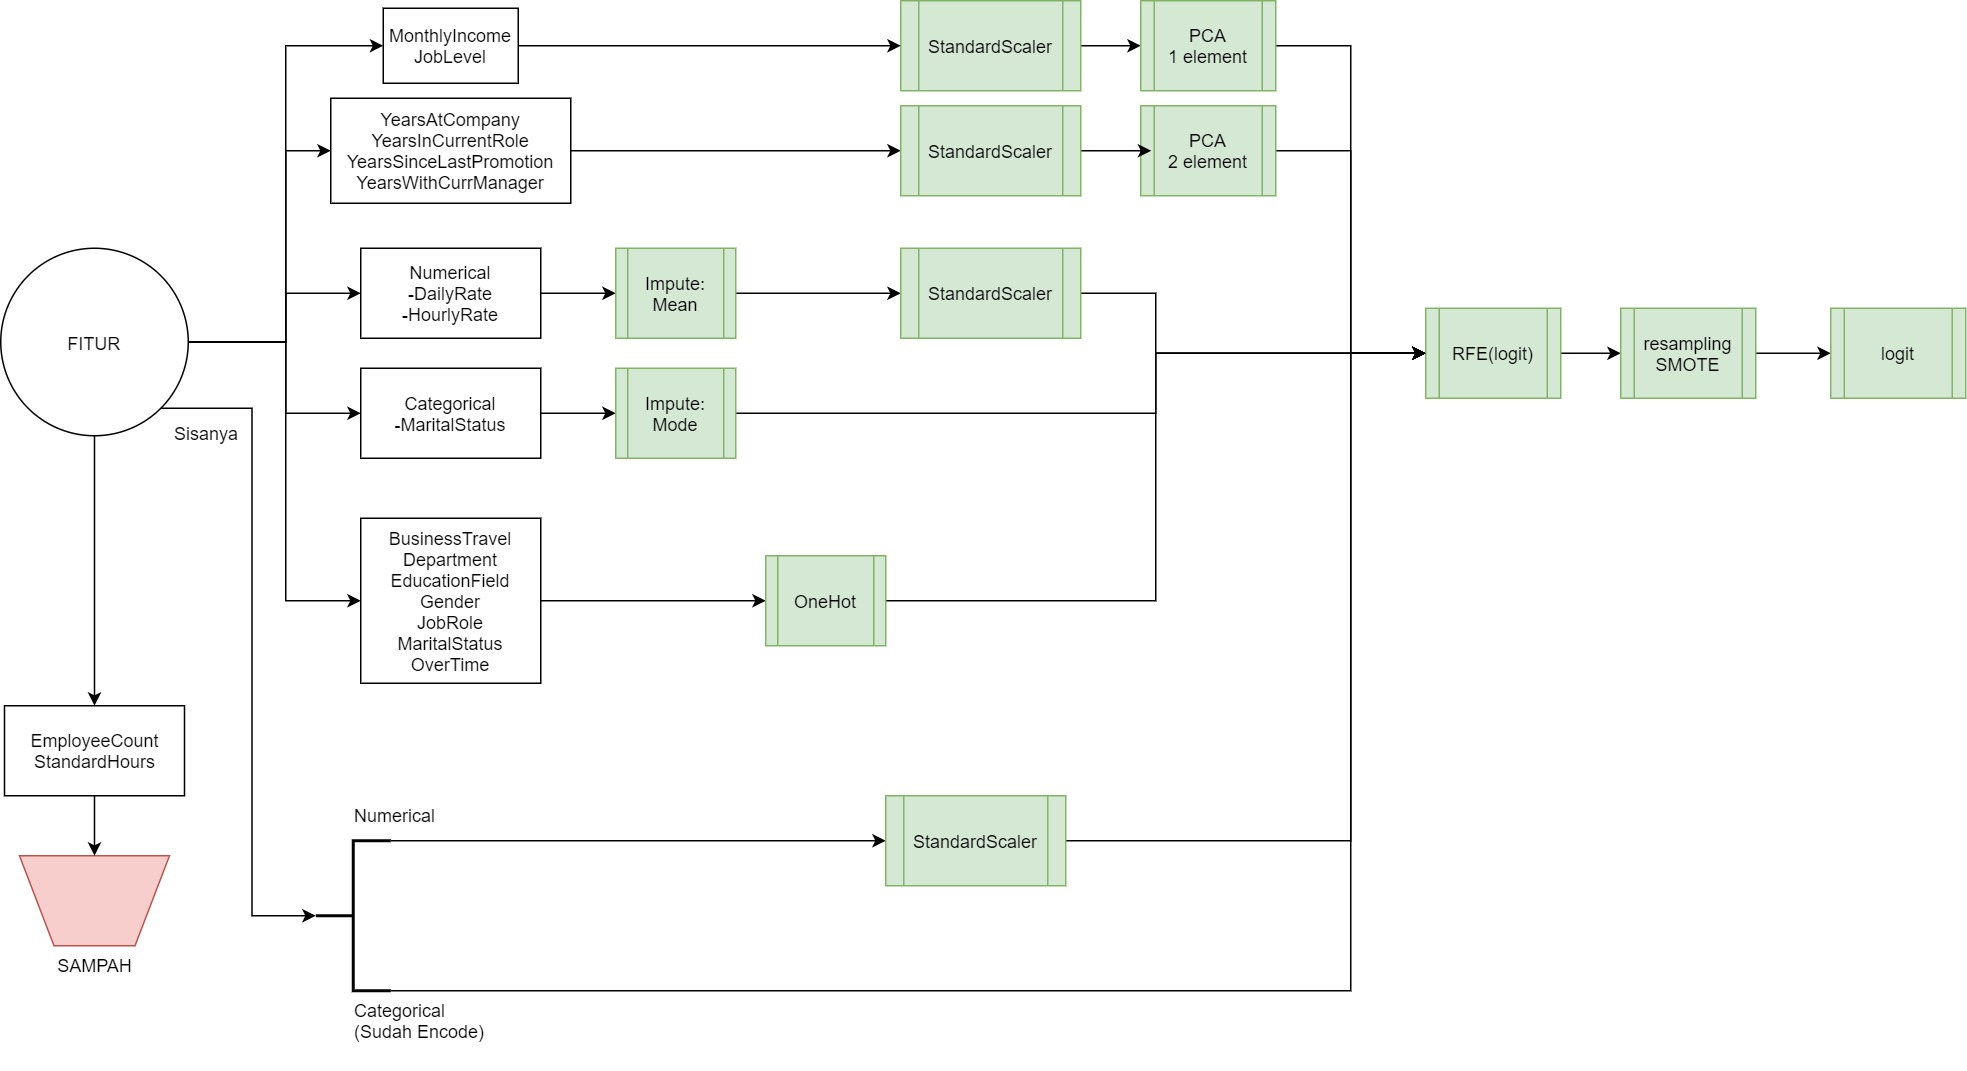 MonthlyIncome
JobLevel
StandardScaler
PCA
1 element
YearsAtCompany
YearsInCurrentRole
YearsSinceLastPromotion
YearsWithCurrManager
StandardScaler
PCA
2 element
FITUR
Numerical
-DailyRate
-HourlyRate
Impute:
Mean
StandardScaler
Categorical
-MaritalStatus
Impute:
Mode
RFE(logit)
resampling
SMOTE
logit
Sisanya
BusinessTravel
Department
EducationField
Gender
JobRole
MaritalStatus
OverTime
OneHot
EmployeeCount
StandardHours
SAMPAH
Numerical
StandardScaler
Categorical
(Sudah Encode)